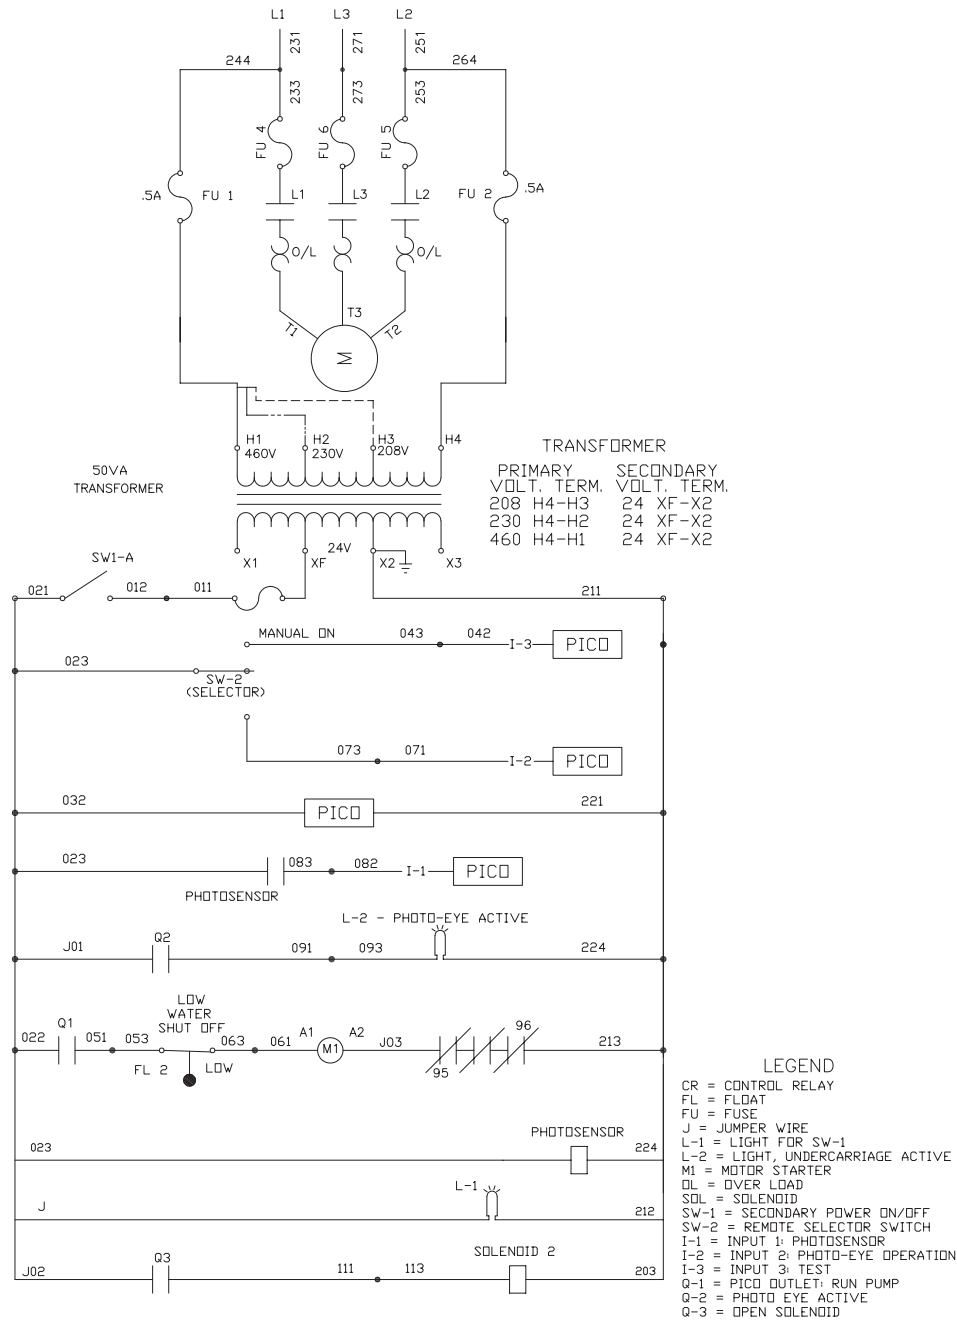 L1 L3 L2
231 271 251
244 264
233 273 253
FU 4 FU 6 FU 5
.5A FU 1 L1 L3 L2 FU 2 .5A
O/L O/L
T1 T3 T2
M
H1 H2 H3 H4
460V 230V 208V
50VA
TRANSFORMER
TRANSFORMER
PRIMARY SECONDARY
VOLT. TERM. VOLT. TERM.
208 H4-H3 24 XF-X2
230 H4-H2 24 XF-X2
460 H4-H1 24 XF-X2
24V
X1 XF X2 X3
SW1-A
021 012 011 211
MANUAL ON 043 042 I-3 PICO
023
SW-2
(SELECTOR)
073 071 I-2 PICO
032 PICO 221
023 083 082 I-1 PICO
PHOTOSENSOR
L-2 - PHOTO-EYE ACTIVE
J01 Q2 091 093 224
LOW
WATER
SHUT OFF
022 Q1 051 053 063 061 A1 M1 A2 J03 95 96 213
FL 2 LOW
PHOTOSENSOR
023 224
L-1
J 212
SOLENOID 2
J02 Q3 111 113 203
LEGEND
CR = CONTROL RELAY
FL = FLOAT
FU = FUSE
J = JUMPER WIRE
L-1 = LIGHT FOR SW-1
L-2 = LIGHT, UNDERCARRIAGE ACTIVE
M1 = MOTOR STARTER
OL = OVER LOAD
SOL = SOLENOID
SW-1 = SECONDARY POWER ON/OFF
SW-2 = REMOTE SELECTOR SWITCH
I-1 = INPUT 1: PHOTOSENSOR
I-2 = INPUT 2: PHOTO-EYE OPERATION
I-3 = INPUT 3: TEST
Q-1 = PICO OUTLET: RUN PUMP
Q-2 = PHOTO EYE ACTIVE
Q-3 = OPEN SOLENOID